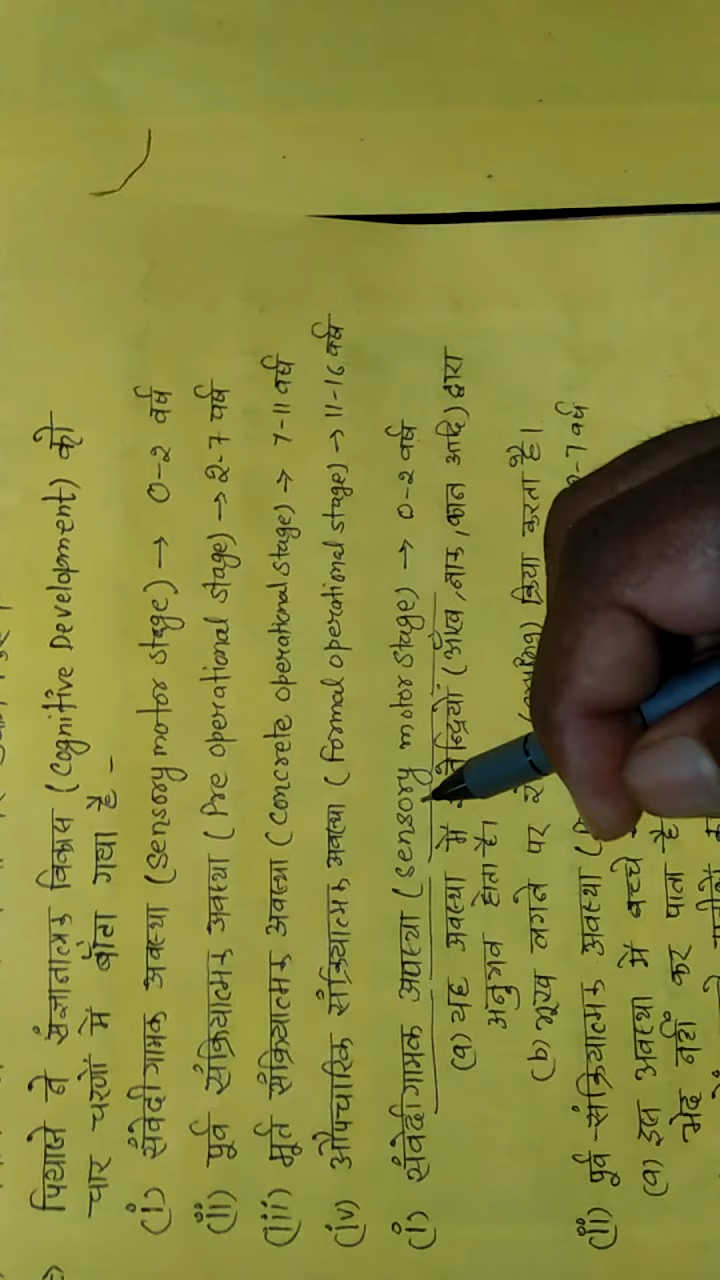 पियाजे ने संज्ञानात्मक विकास (Cognitive Development) को
चार चरणों में बांटा गया है -
(i) संवेदी गामक अवस्था (Sensory motor stage) → 0-2 वर्ष
(ii) पूर्व संक्रियात्मक अवस्था (Pre operational stage) → 2-7 वर्ष
(iii) मूर्त संक्रियात्मक अवस्था (Concrete operational stage) → 7-11 वर्ष
(iv) औपचारिक संक्रियात्मक अवस्था (Formal operational stage) → 11-16 वर्ष
(i) संवेदी गामक अवस्था (Sensory motor stage) → 0-2 वर्ष
(a) यह अवस्था में (आँख, नाक, कान आदि) द्वारा
अनुभव होता है।
(b) भूख लगने पर क्रिया करता है।
(ii) पूर्व-संक्रियात्मक अवस्था -7 वर्ष
(a) इस अवस्था में बच्चे
भेद नहीं कर पाता है